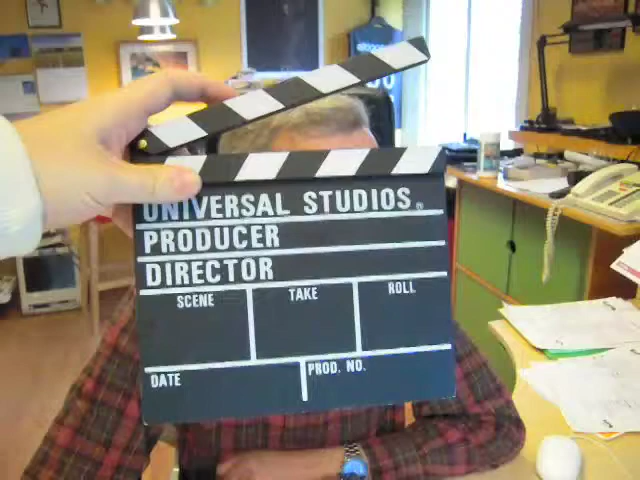 UNIVERSAL STUDIOS®
PRODUCER
DIRECTOR
SCENE TAKE ROLL
DATE PROD. NO.